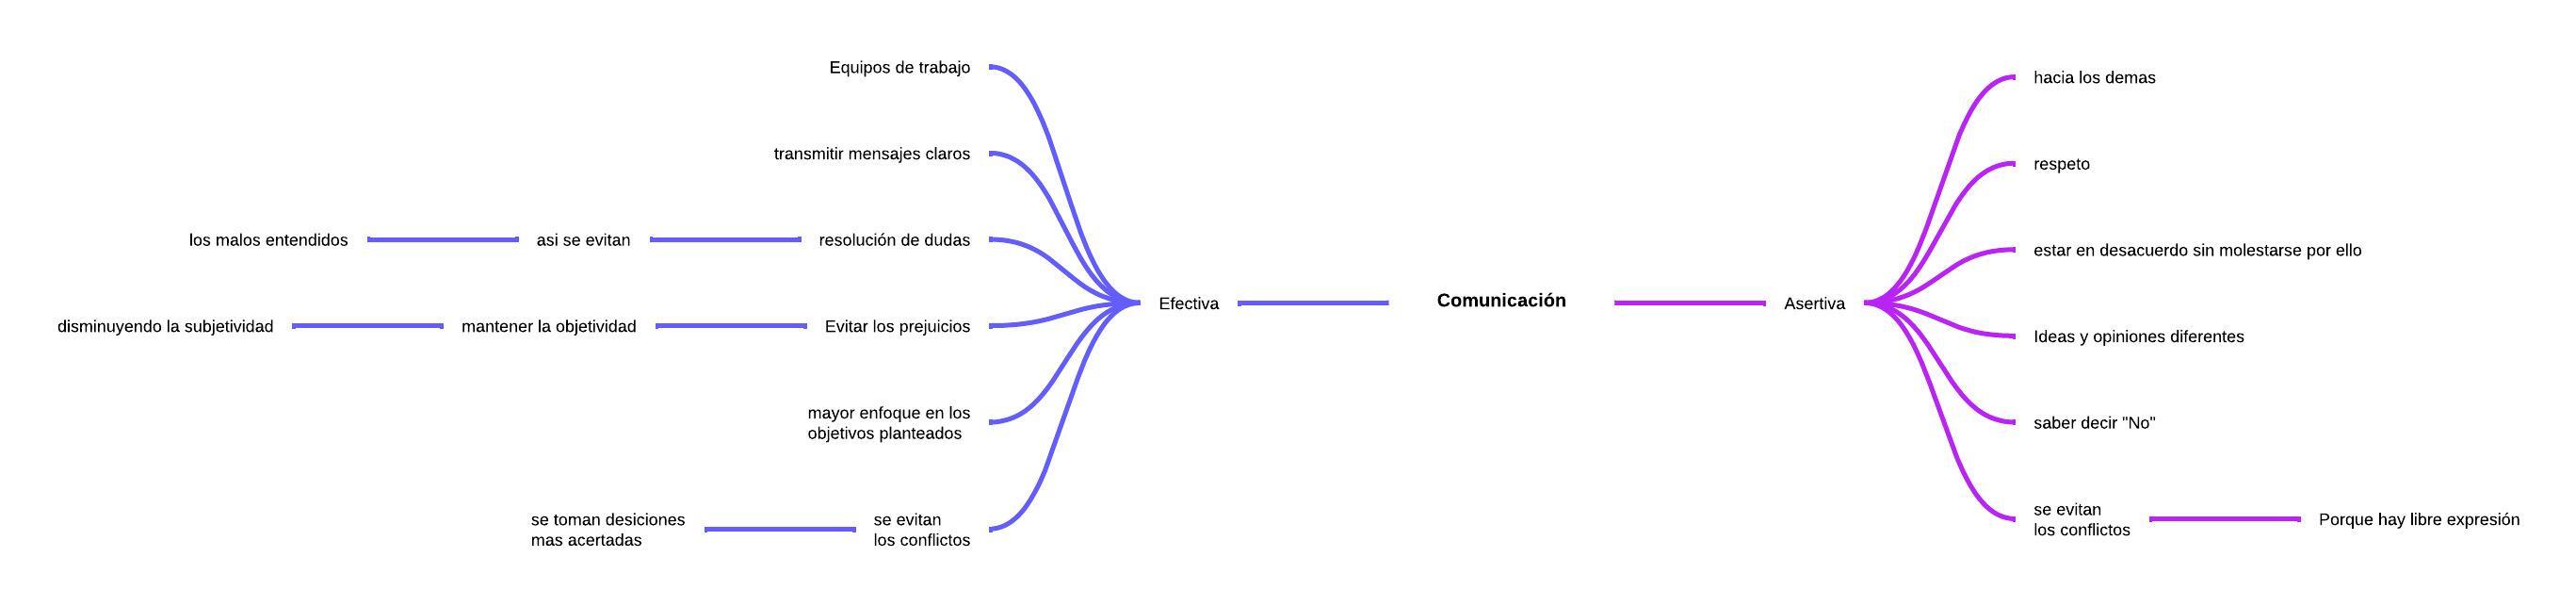 Equipos de trabajo
transmitir mensajes claros
los malos entendidos
asi se evitan
resolución de dudas
disminuyendo la subjetividad
mantener la objetividad
Evitar los prejuicios
mayor enfoque en los
objetivos planteados
se toman desiciones
mas acertadas
se evitan
los conflictos
Efectiva
Comunicación
Asertiva
hacia los demas
respeto
estar en desacuerdo sin molestarse por ello
Ideas y opiniones diferentes
saber decir "No"
se evitan
los conflictos
Porque hay libre expresión